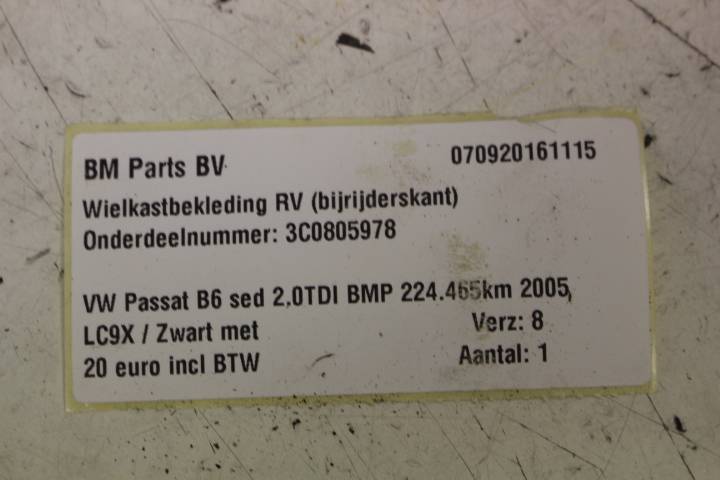 BM Parts BV 070920161115
Wielkastbekleding RV (bijrijderskant)
Onderdeelnummer: 3C0805978
VW Passat B6 sed 2.0TDI BMP 224.465km 2005,
LC9X / Zwart met Verz: 8
20 euro incl BTW Aantal: 1